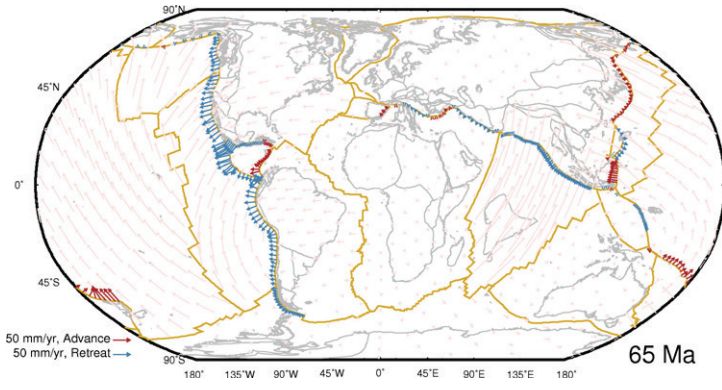 90˚N
45˚N
0˚
45˚S
50 mm/yr, Advance
50 mm/yr, Retreat
90˚S
65 Ma
180˚ 135˚W 90˚W 45˚W 0˚ 45˚E 90˚E 135˚E 180˚